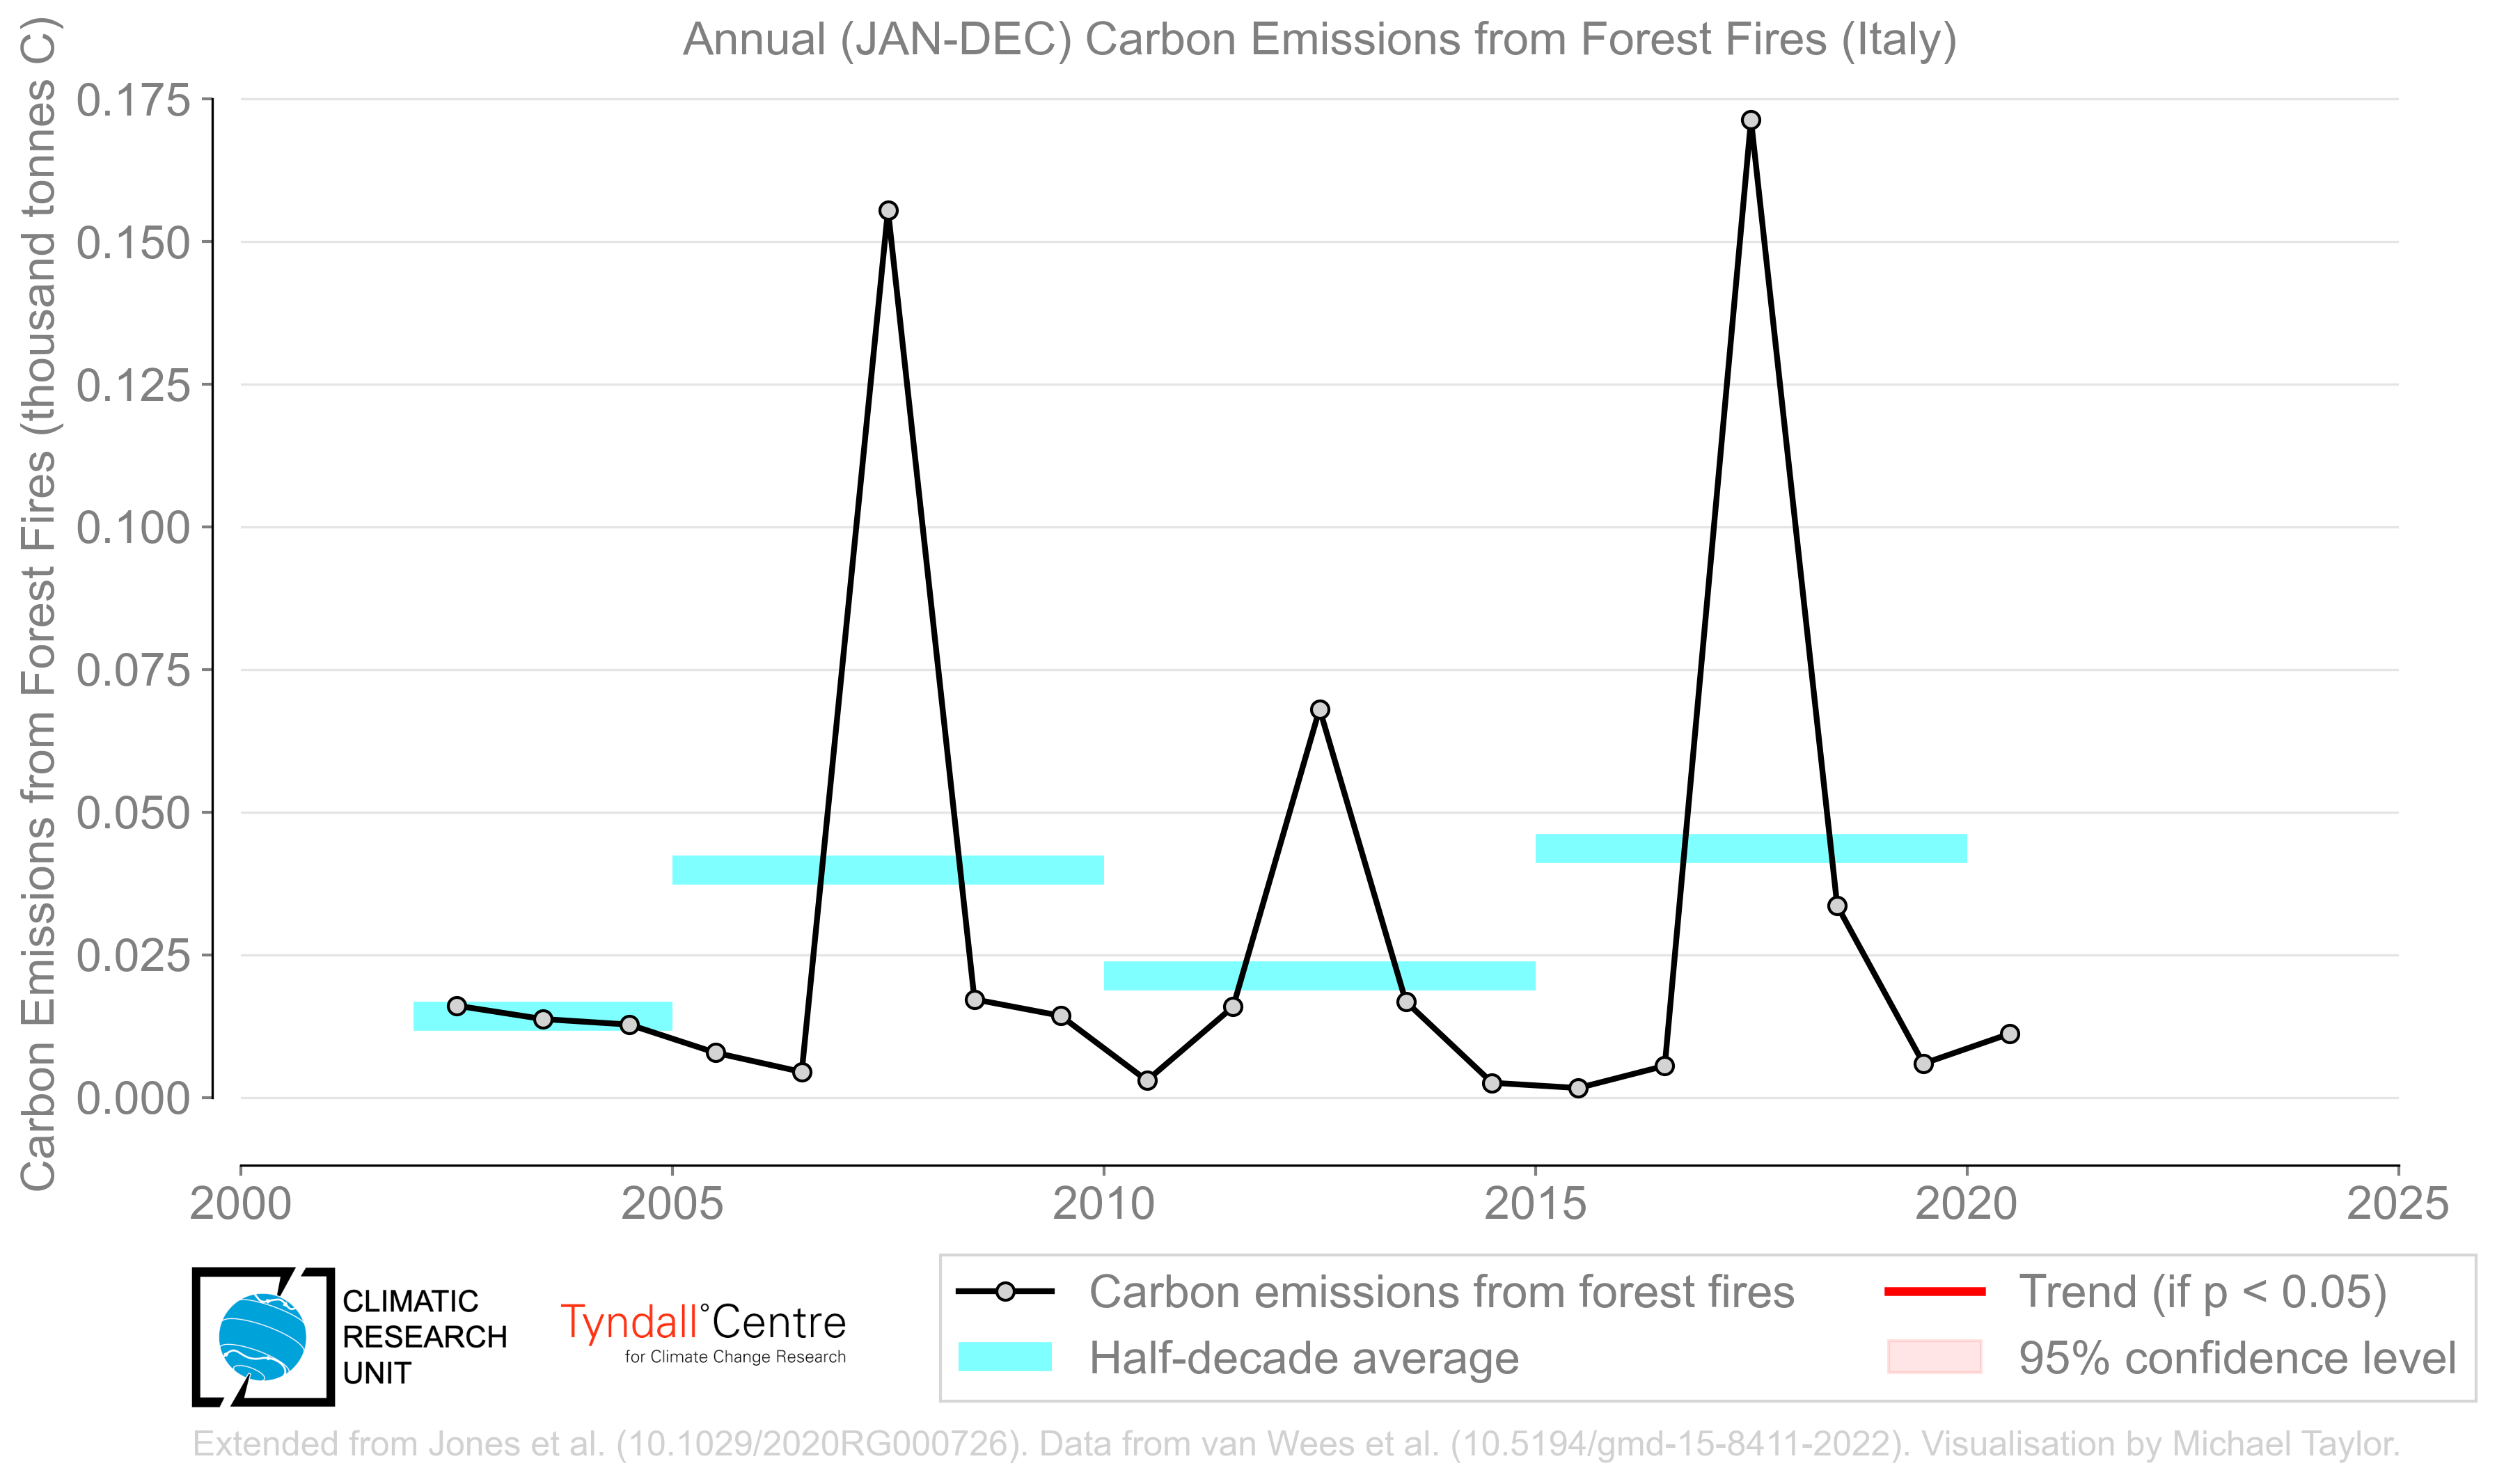 Annual (JAN-DEC) Carbon Emissions from Forest Fires (Italy)
Carbon Emissions from Forest Fires (thousand tonnes C)
0.175
0.150
0.125
0.100
0.075
0.050
0.025
0.000
2000 2005 2010 2015 2020 2025
CLIMATIC
RESEARCH
UNIT
Tyndall°Centre
for Climate Change Research
Carbon emissions from forest fires
Half-decade average
Trend (if p < 0.05)
95% confidence level
Extended from Jones et al. (10.1029/2020RG000726). Data from van Wees et al. (10.5194/gmd-15-8411-2022). Visualisation by Michael Taylor.